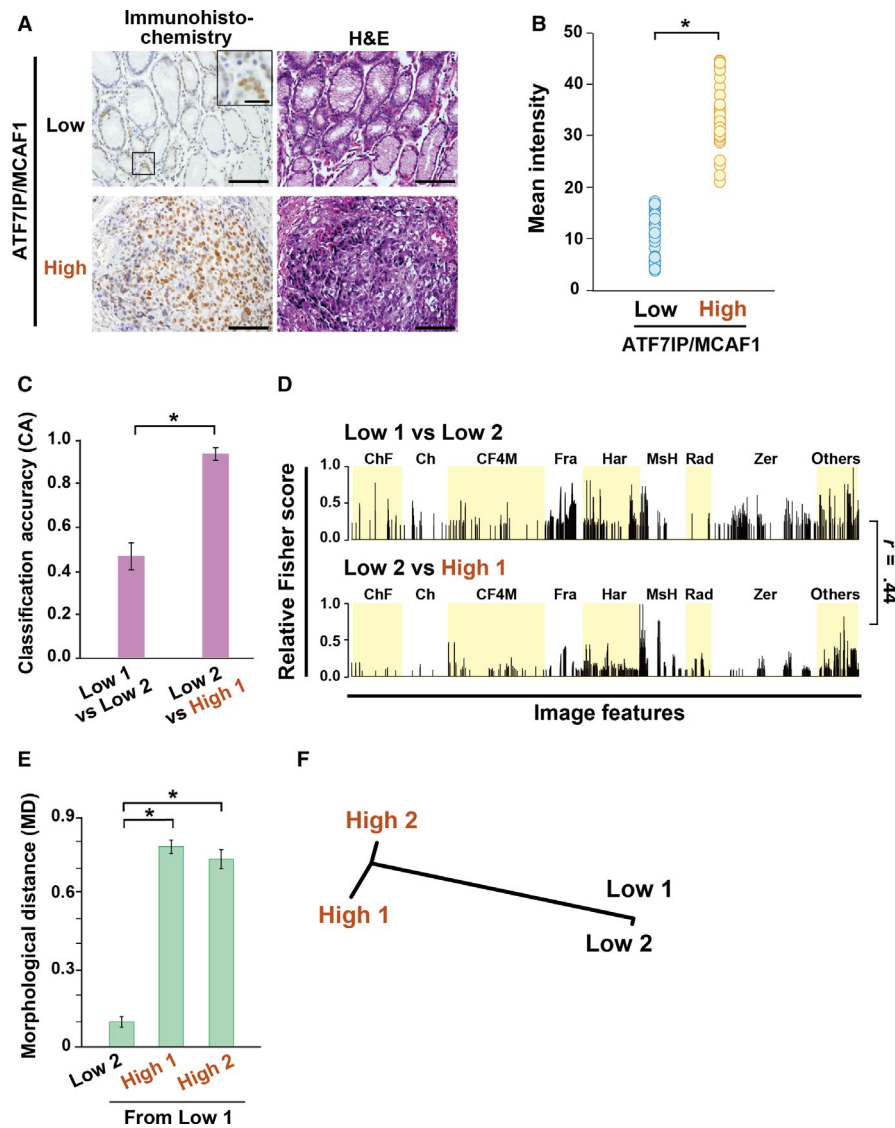 A
Immunohisto-
chemistry
H&E
ATF7IP/MCAF1
Low
High
B
Mean intensity
50
40
30
20
10
0
*
Low
High
ATF7IP/MCAF1
C
Classification accuracy (CA)
1.0
0.8
0.6
0.4
0.2
0.0
*
Low 1
vs Low 2
Low 2
vs High 1
D
Relative Fisher score
Low 1 vs Low 2
ChF Ch CF4M Fra Har MsH Rad Zer Others
1.0
0.5
0.0
Low 2 vs High 1
ChF Ch CF4M Fra Har MsH Rad Zer Others
1.0
0.5
0.0
r = .44
Image features
E
Morphological distance (MD)
0.9
0.6
0.3
0
*
*
Low 2
High 1
High 2
From Low 1
F
High 2
High 1
Low 1
Low 2